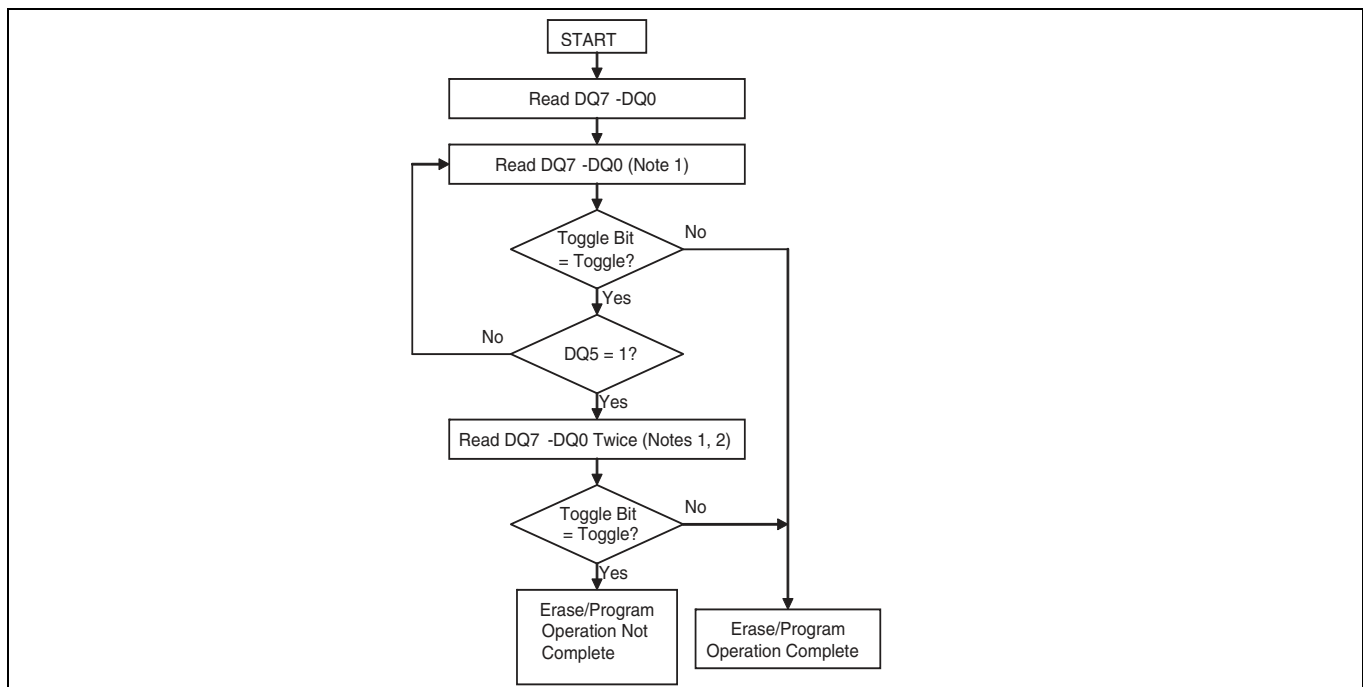 START
Read DQ7 -DQ0
Read DQ7 -DQ0 (Note 1)
Toggle Bit
= Toggle?
No
Yes
No
DQ5 = 1?
Yes
Read DQ7 -DQ0 Twice (Notes 1, 2)
Toggle Bit
= Toggle?
No
Yes
Erase/Program
Operation Not
Complete
Erase/Program
Operation Complete